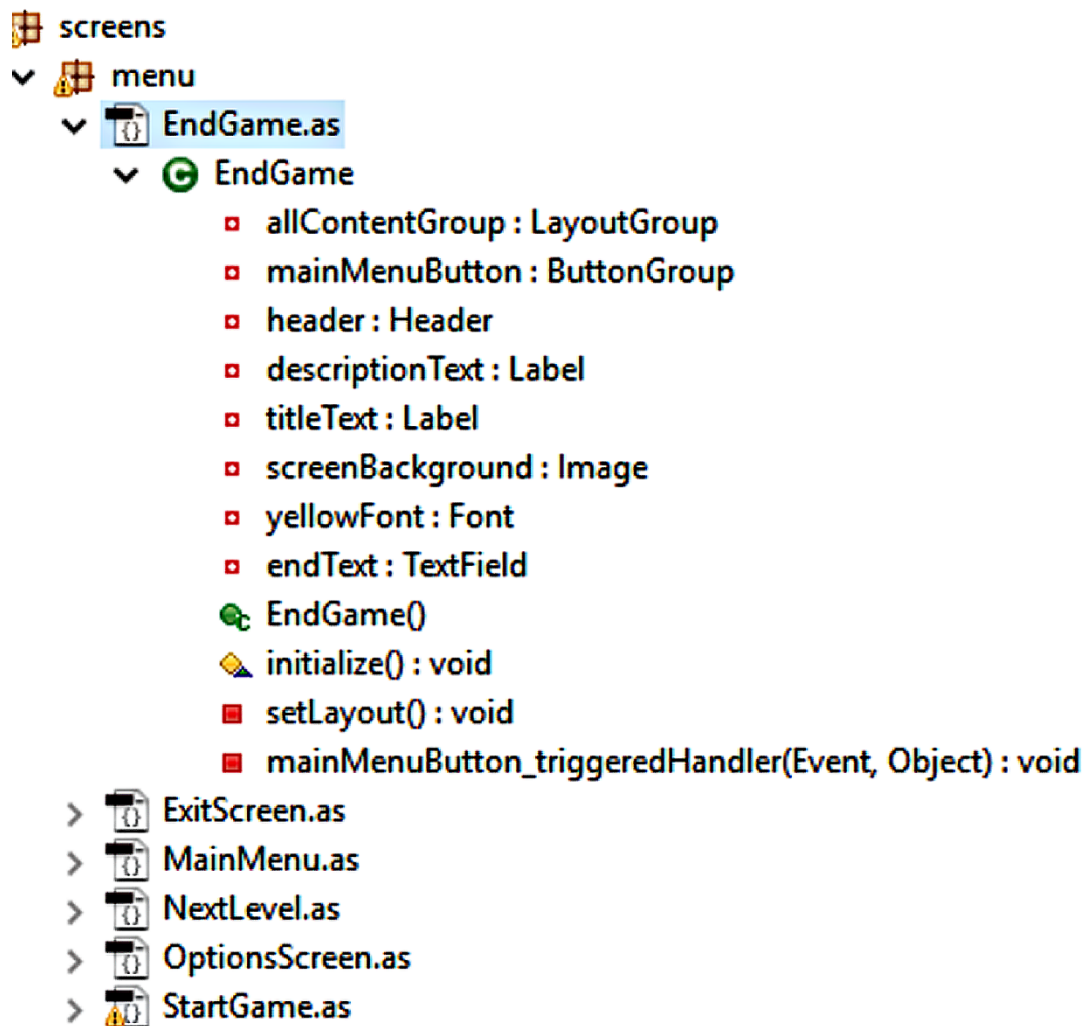 screens
menu
EndGame.as
EndGame
allContentGroup : LayoutGroup
mainMenuButton : ButtonGroup
header : Header
descriptionText : Label
titleText : Label
screenBackground : Image
yellowFont : Font
endText : TextField
EndGame()
initialize() : void
setLayout() : void
mainMenuButton_triggeredHandler(Event, Object) : void
ExitScreen.as
MainMenu.as
NextLevel.as
OptionsScreen.as
StartGame.as